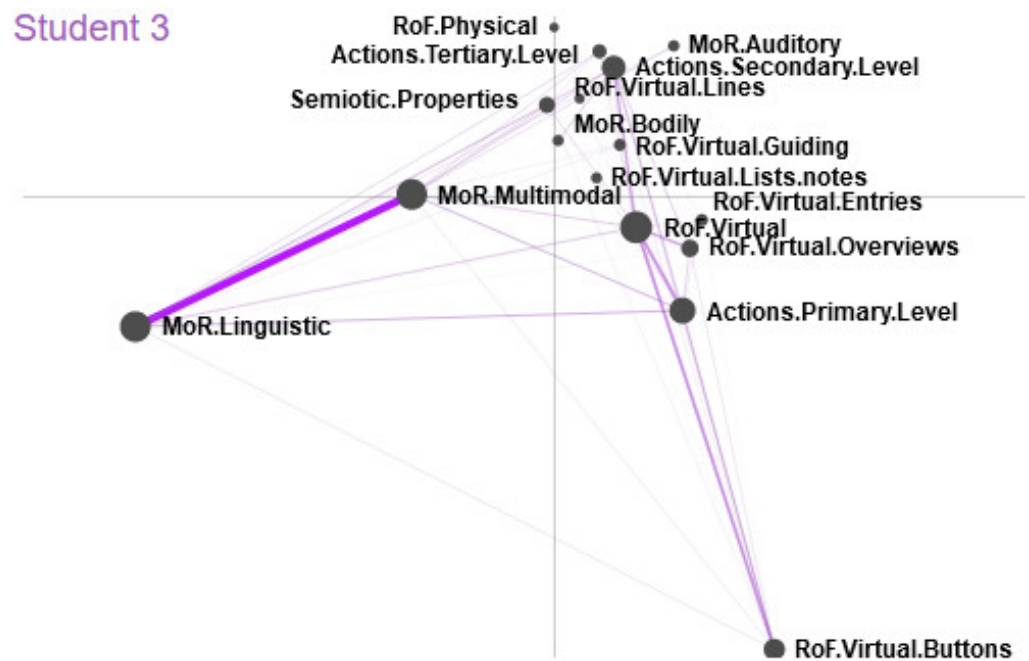 Student 3
RoF.Physical
MoR.Auditory
Actions.Tertiary.Level
Actions.Secondary.Level
RoF.Virtual.Lines
Semiotic.Properties
MoR.Bodily
RoF.Virtual.Guiding
RoF.Virtual.Lists.notes
MoR.Multimodal
RoF.Virtual.Entries
RoF.Virtual
RoF.Virtual.Overviews
Actions.Primary.Level
MoR.Linguistic
RoF.Virtual.Buttons